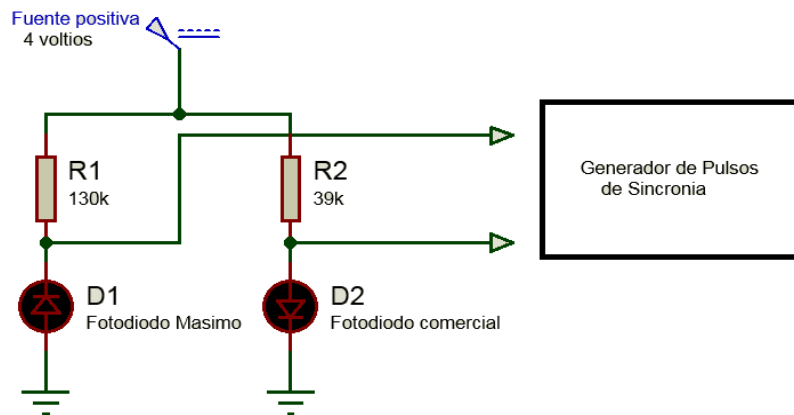 Fuente positiva
4 voltios
R1
130k
R2
39k
Generador de Pulsos
de Sincronia
D1
Fotodiodo Masimo
D2
Fotodiodo comercial